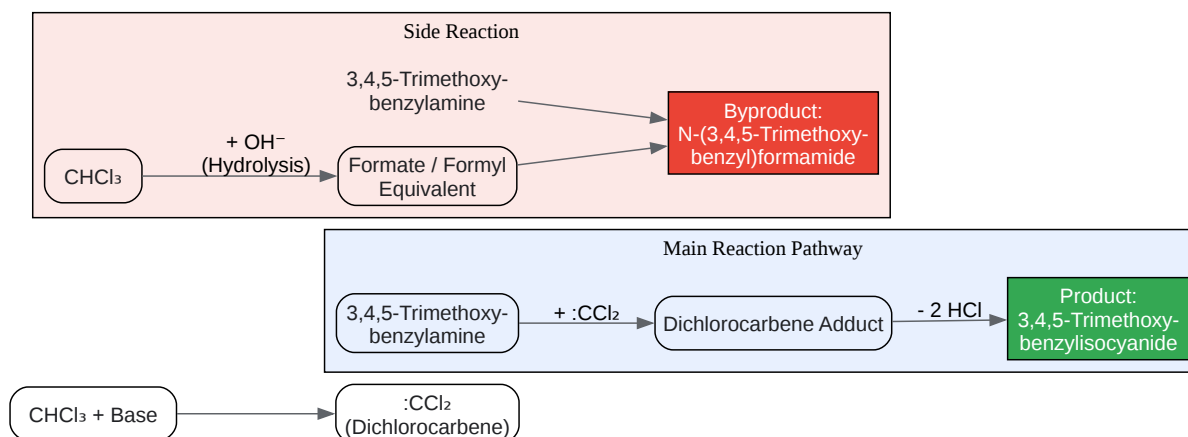 Side Reaction
3,4,5-Trimethoxy-
benzylamine
Byproduct:
N-(3,4,5-Trimethoxy-
benzyl)formamide
+ OH⁻
(Hydrolysis)
CHCl₃
Formate / Formyl
Equivalent
Main Reaction Pathway
3,4,5-Trimethoxy-
benzylamine
+ :CCl₂
Dichlorocarbene Adduct
- 2 HCl
Product:
3,4,5-Trimethoxy-
benzylisocyanide
CHCl₃ + Base
:CCl₂
(Dichlorocarbene)